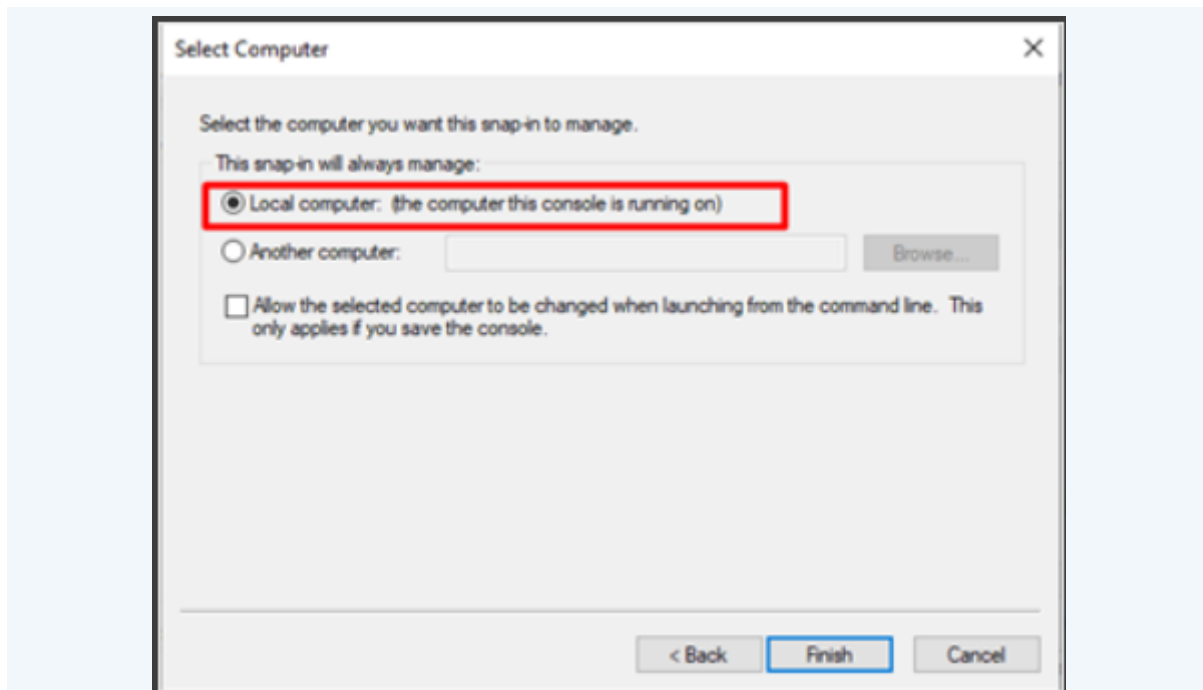 Select Computer
Select the computer you want this snap-in to manage.
This snap-in will always manage:
Local computer: (the computer this console is running on)
Another computer:
Browse...
Allow the selected computer to be changed when launching from the command line. This
only applies if you save the console.
< Back
Finish
Cancel